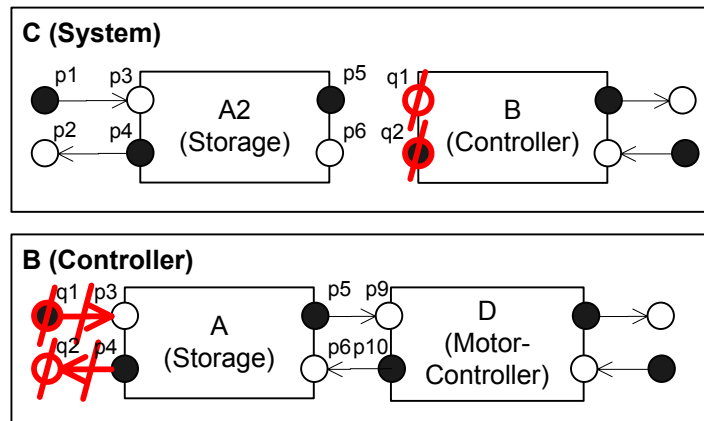 C (System)
p1 p3 p5 q1
A2
(Storage)
B
(Controller)
p2 p4 p6 q2
B (Controller)
q1 p3 p5 p9
A
(Storage)
D
(Motor-
Controller)
q2 p4 p6 p10